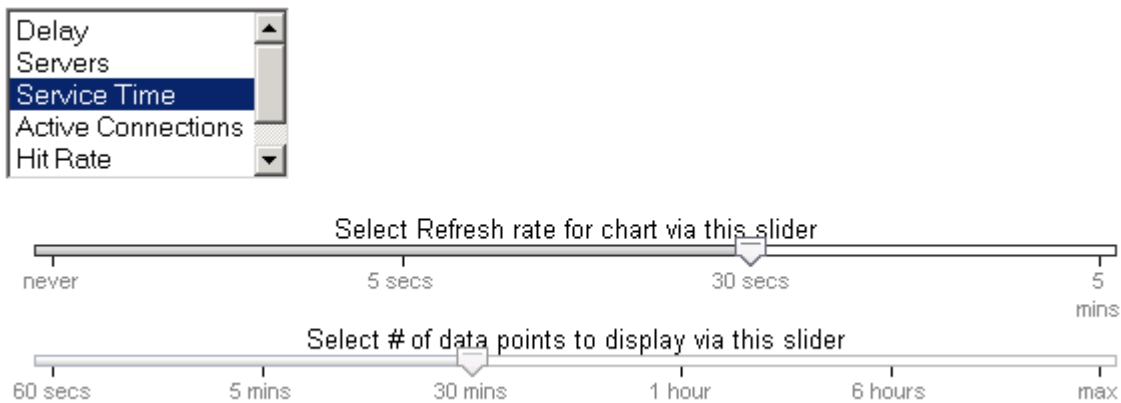 Delay
Servers
Service Time
Active Connections
Hit Rate
Select Refresh rate for chart via this slider
never 5 secs 30 secs 5 mins
Select # of data points to display via this slider
60 secs 5 mins 30 mins 1 hour 6 hours max